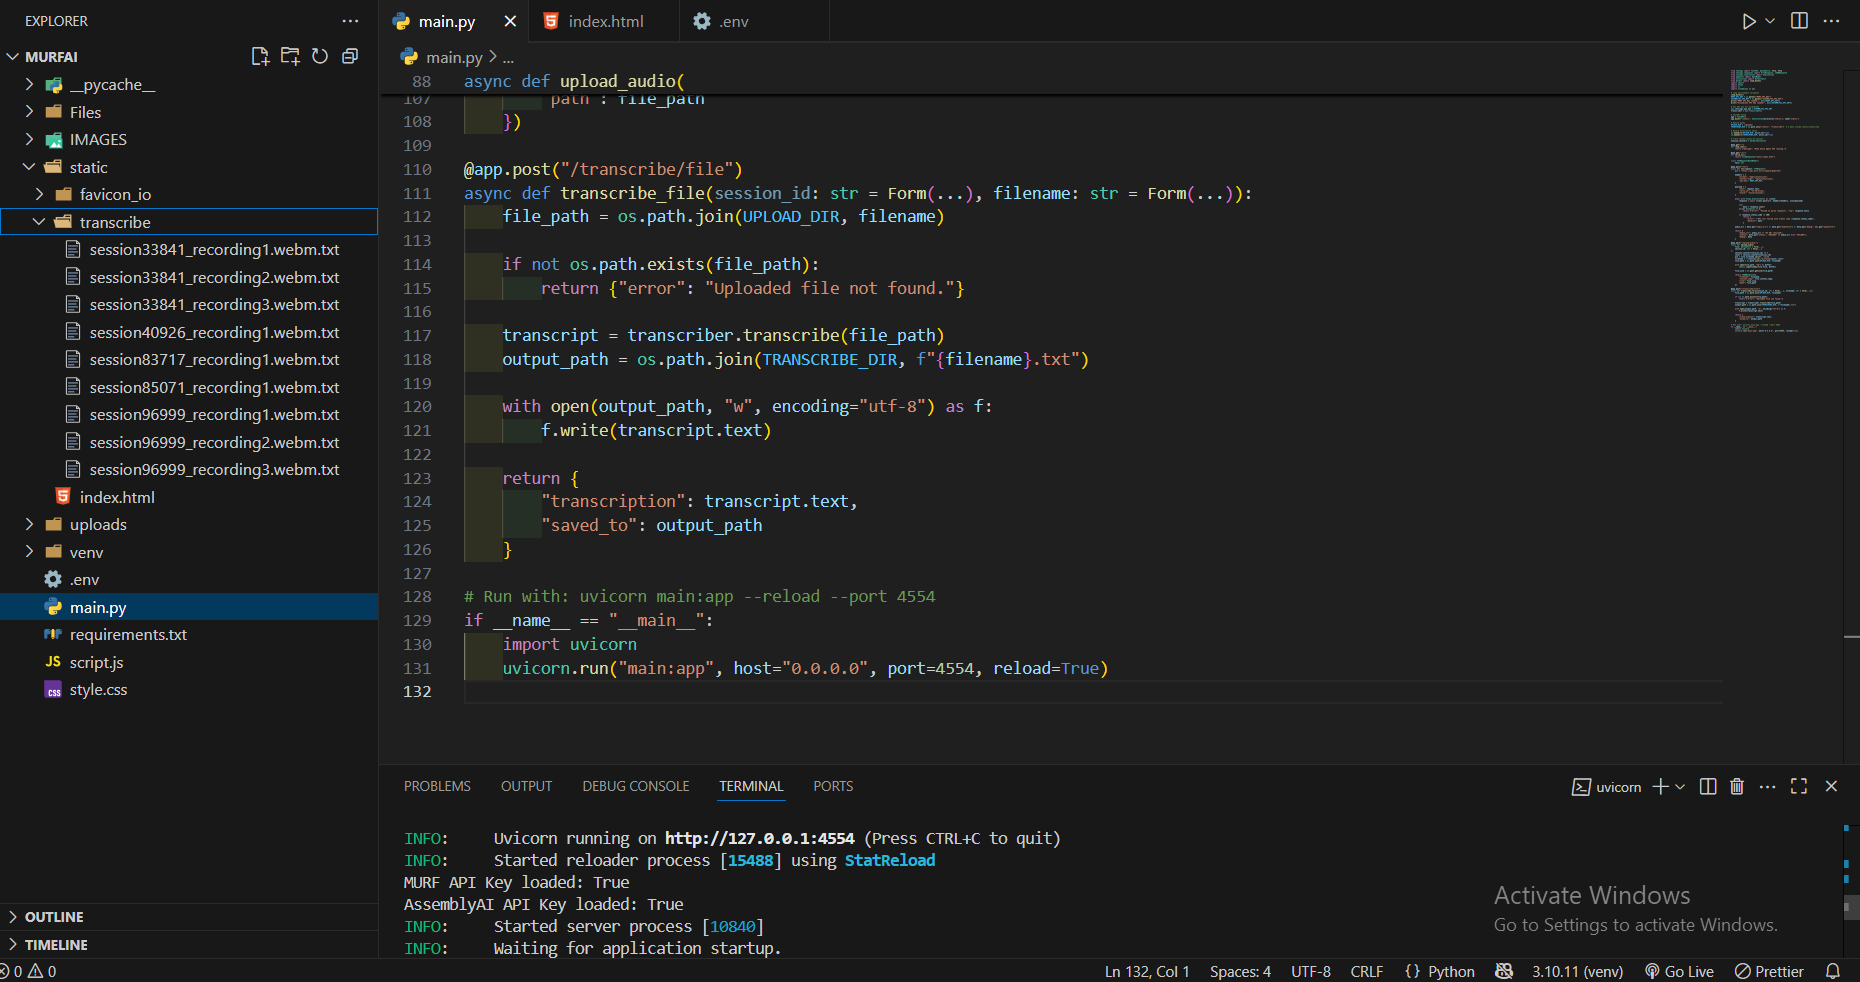 EXPLORER
MURFAI
__pycache__
Files
IMAGES
static
favicon_io
transcribe
session33841_recording1.webm.txt
session33841_recording2.webm.txt
session33841_recording3.webm.txt
session40926_recording1.webm.txt
session83717_recording1.webm.txt
session85071_recording1.webm.txt
session96999_recording1.webm.txt
session96999_recording2.webm.txt
session96999_recording3.webm.txt
index.html
uploads
venv
.env
main.py
requirements.txt
JS script.js
style.css
OUTLINE
TIMELINE
main.py
index.html
.env
main.py > ...
88 async def upload_audio(
107 "path": file_path
108 })
109
110 @app.post("/transcribe/file")
111 async def transcribe_file(session_id: str = Form(...), filename: str = Form(...)):
112 file_path = os.path.join(UPLOAD_DIR, filename)
113
114 if not os.path.exists(file_path):
115 return {"error": "Uploaded file not found."}
116
117 transcript = transcriber.transcribe(file_path)
118 output_path = os.path.join(TRANSCRIBE_DIR, f"{filename}.txt")
119
120 with open(output_path, "w", encoding="utf-8") as f:
121 f.write(transcript.text)
122
123 return {
124 "transcription": transcript.text,
125 "saved_to": output_path
126 }
127
128 # Run with: uvicorn main:app --reload --port 4554
129 if __name__ == "__main__":
130 import uvicorn
131 uvicorn.run("main:app", host="0.0.0.0", port=4554, reload=True)
132
PROBLEMS OUTPUT DEBUG CONSOLE TERMINAL PORTS
uvicorn
INFO: Uvicorn running on http://127.0.0.1:4554 (Press CTRL+C to quit)
INFO: Started reloader process [15488] using StatReload
MURF API Key loaded: True
AssemblyAI API Key loaded: True
INFO: Started server process [10840]
INFO: Waiting for application startup.
Activate Windows
Go to Settings to activate Windows.
0 0
Ln 132, Col 1 Spaces: 4 UTF-8 CRLF {} Python 3.10.11 (venv) Go Live Prettier